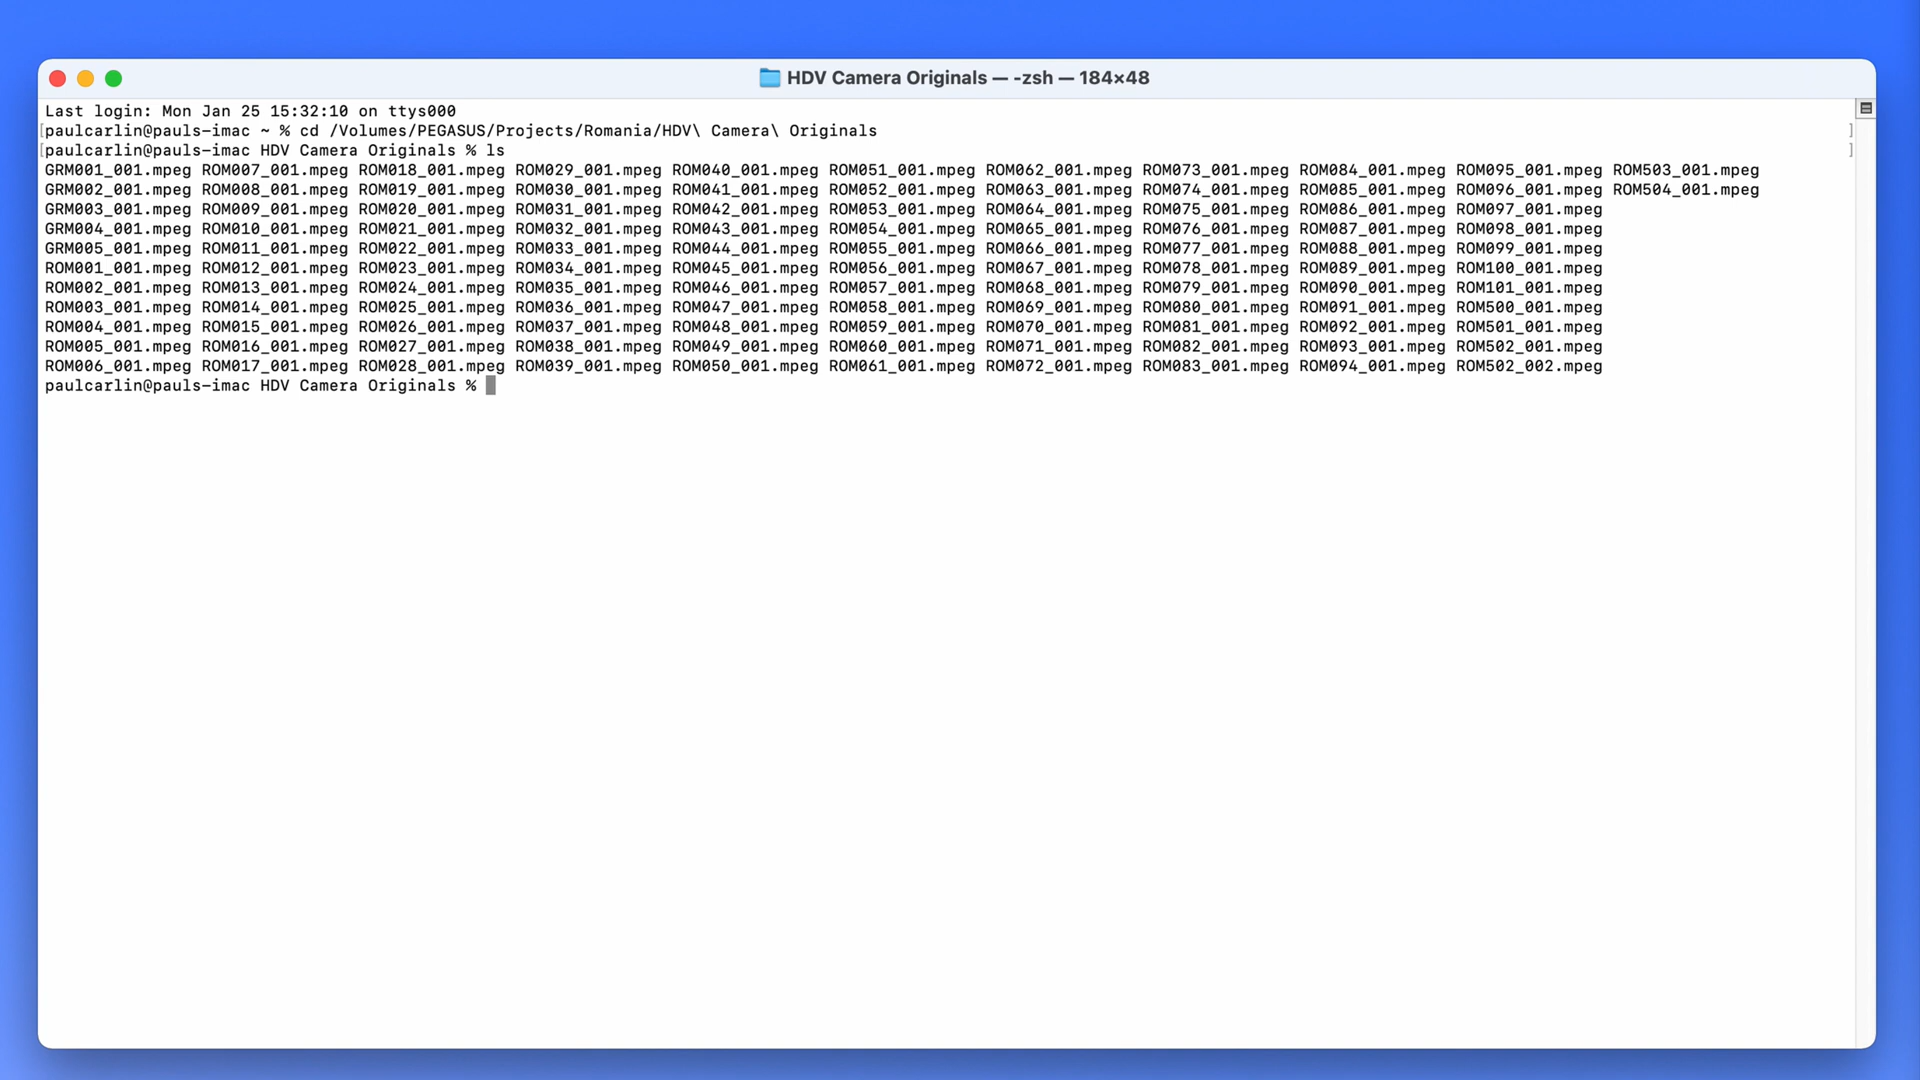 HDV Camera Originals — -zsh — 184×48
Last login: Mon Jan 25 15:32:10 on ttys000
[paulcarlin@pauls-imac ~ % cd /Volumes/PEGASUS/Projects/Romania/HDV\ Camera\ Originals ]
[paulcarlin@pauls-imac HDV Camera Originals % ls ]
GRM001_001.mpeg ROM007_001.mpeg ROM018_001.mpeg ROM029_001.mpeg ROM040_001.mpeg ROM051_001.mpeg ROM062_001.mpeg ROM073_001.mpeg ROM084_001.mpeg ROM095_001.mpeg ROM503_001.mpeg
GRM002_001.mpeg ROM008_001.mpeg ROM019_001.mpeg ROM030_001.mpeg ROM041_001.mpeg ROM052_001.mpeg ROM063_001.mpeg ROM074_001.mpeg ROM085_001.mpeg ROM096_001.mpeg ROM504_001.mpeg
GRM003_001.mpeg ROM009_001.mpeg ROM020_001.mpeg ROM031_001.mpeg ROM042_001.mpeg ROM053_001.mpeg ROM064_001.mpeg ROM075_001.mpeg ROM086_001.mpeg ROM097_001.mpeg
GRM004_001.mpeg ROM010_001.mpeg ROM021_001.mpeg ROM032_001.mpeg ROM043_001.mpeg ROM054_001.mpeg ROM065_001.mpeg ROM076_001.mpeg ROM087_001.mpeg ROM098_001.mpeg
GRM005_001.mpeg ROM011_001.mpeg ROM022_001.mpeg ROM033_001.mpeg ROM044_001.mpeg ROM055_001.mpeg ROM066_001.mpeg ROM077_001.mpeg ROM088_001.mpeg ROM099_001.mpeg
ROM001_001.mpeg ROM012_001.mpeg ROM023_001.mpeg ROM034_001.mpeg ROM045_001.mpeg ROM056_001.mpeg ROM067_001.mpeg ROM078_001.mpeg ROM089_001.mpeg ROM100_001.mpeg
ROM002_001.mpeg ROM013_001.mpeg ROM024_001.mpeg ROM035_001.mpeg ROM046_001.mpeg ROM057_001.mpeg ROM068_001.mpeg ROM079_001.mpeg ROM090_001.mpeg ROM101_001.mpeg
ROM003_001.mpeg ROM014_001.mpeg ROM025_001.mpeg ROM036_001.mpeg ROM047_001.mpeg ROM058_001.mpeg ROM069_001.mpeg ROM080_001.mpeg ROM091_001.mpeg ROM500_001.mpeg
ROM004_001.mpeg ROM015_001.mpeg ROM026_001.mpeg ROM037_001.mpeg ROM048_001.mpeg ROM059_001.mpeg ROM070_001.mpeg ROM081_001.mpeg ROM092_001.mpeg ROM501_001.mpeg
ROM005_001.mpeg ROM016_001.mpeg ROM027_001.mpeg ROM038_001.mpeg ROM049_001.mpeg ROM060_001.mpeg ROM071_001.mpeg ROM082_001.mpeg ROM093_001.mpeg ROM502_001.mpeg
ROM006_001.mpeg ROM017_001.mpeg ROM028_001.mpeg ROM039_001.mpeg ROM050_001.mpeg ROM061_001.mpeg ROM072_001.mpeg ROM083_001.mpeg ROM094_001.mpeg ROM502_002.mpeg
paulcarlin@pauls-imac HDV Camera Originals %